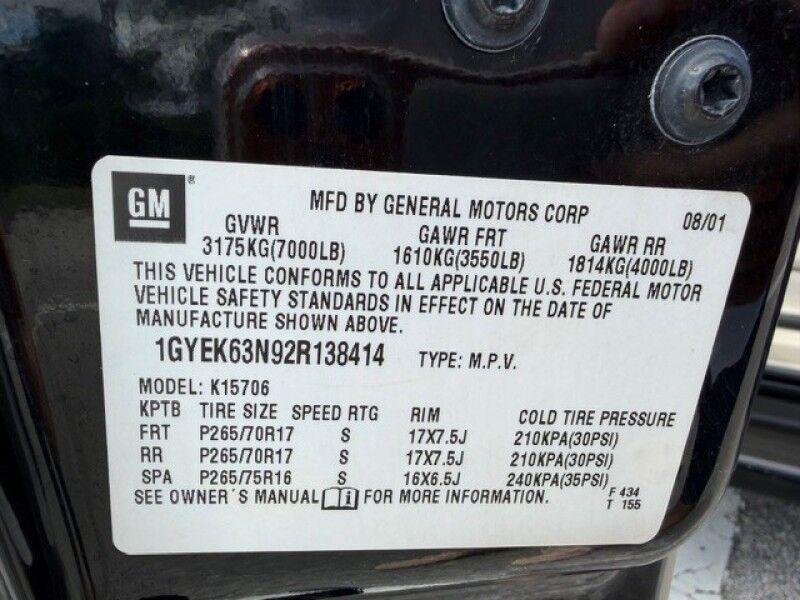 GM ®
MFD BY GENERAL MOTORS CORP 08/01
GVWR GAWR FRT GAWR RR
3175KG(7000LB) 1610KG(3550LB) 1814KG(4000LB)
THIS VEHICLE CONFORMS TO ALL APPLICABLE U.S. FEDERAL MOTOR
VEHICLE SAFETY STANDARDS IN EFFECT ON THE DATE OF
MANUFACTURE SHOWN ABOVE.
1GYEK63N92R138414 TYPE: M.P.V.
MODEL: K15706
KPTB TIRE SIZE SPEED RTG RIM COLD TIRE PRESSURE
FRT P265/70R17 S 17X7.5J 210KPA(30PSI)
RR P265/70R17 S 17X7.5J 210KPA(30PSI)
SPA P265/75R16 S 16X6.5J 240KPA(35PSI)
SEE OWNER´S MANUAL i FOR MORE INFORMATION.
F 434
T 155